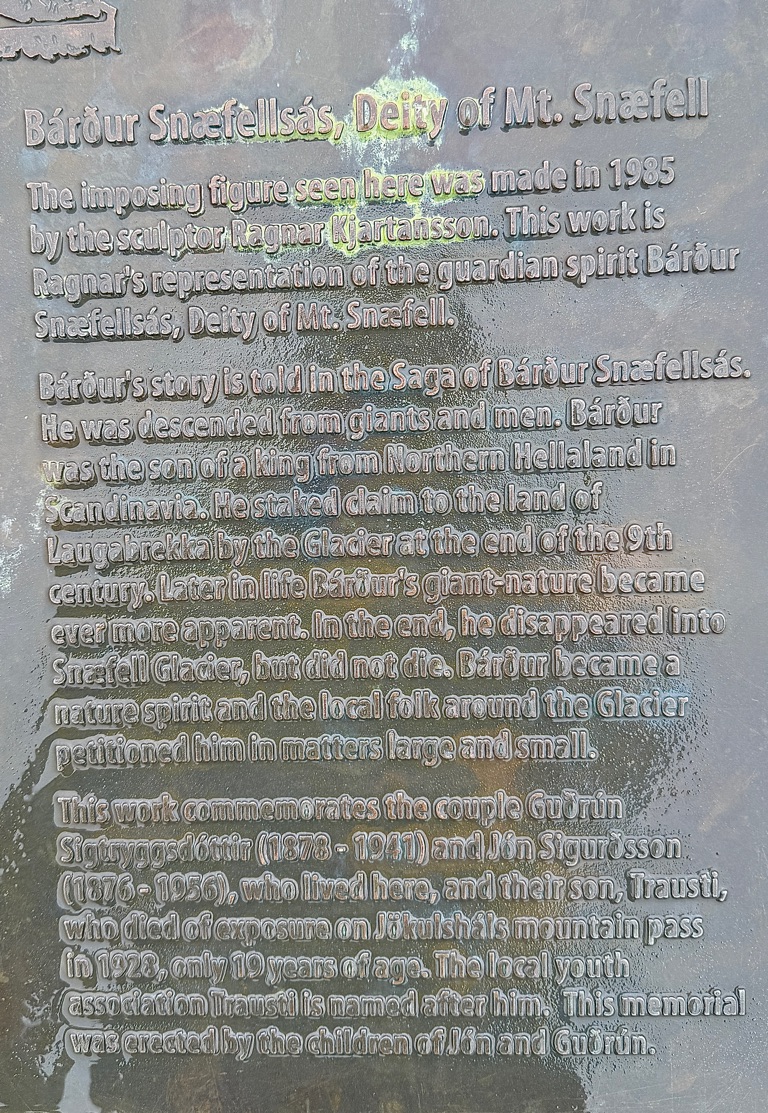 Bárður Snæfellsás, Deity of Mt. Snæfell
The imposing figure seen here was made in 1985
by the sculptor Ragnar Kjartansson. This work is
Ragnar's representation of the guardian spirit Bárður
Snæfellsás, Deity of Mt. Snæfell.
Bárður's story is told in the Saga of Bárður Snæfellsás.
He was descended from giants and men. Bárður
was the son of a king from Northern Hellaland in
Scandinavia. He staked claim to the land of
Laugabrekka by the Glacier at the end of the 9th
century. Later in life Bárður's giant-nature became
ever more apparent. In the end, he disappeared into
Snæfell Glacier, but did not die. Bárður became a
nature spirit and the local folk around the Glacier
petitioned him in matters large and small.
This work commemorates the couple Guðrún
Sigtryggsdóttir (1878 - 1941) and Jón Sigurðsson
(1876 - 1956), who lived here, and their son, Trausti,
who died of exposure on Jökulsháls mountain pass
in 1928, only 19 years of age. The local youth
association Trausti is named after him. This memorial
was erected by the children of Jón and Guðrún.